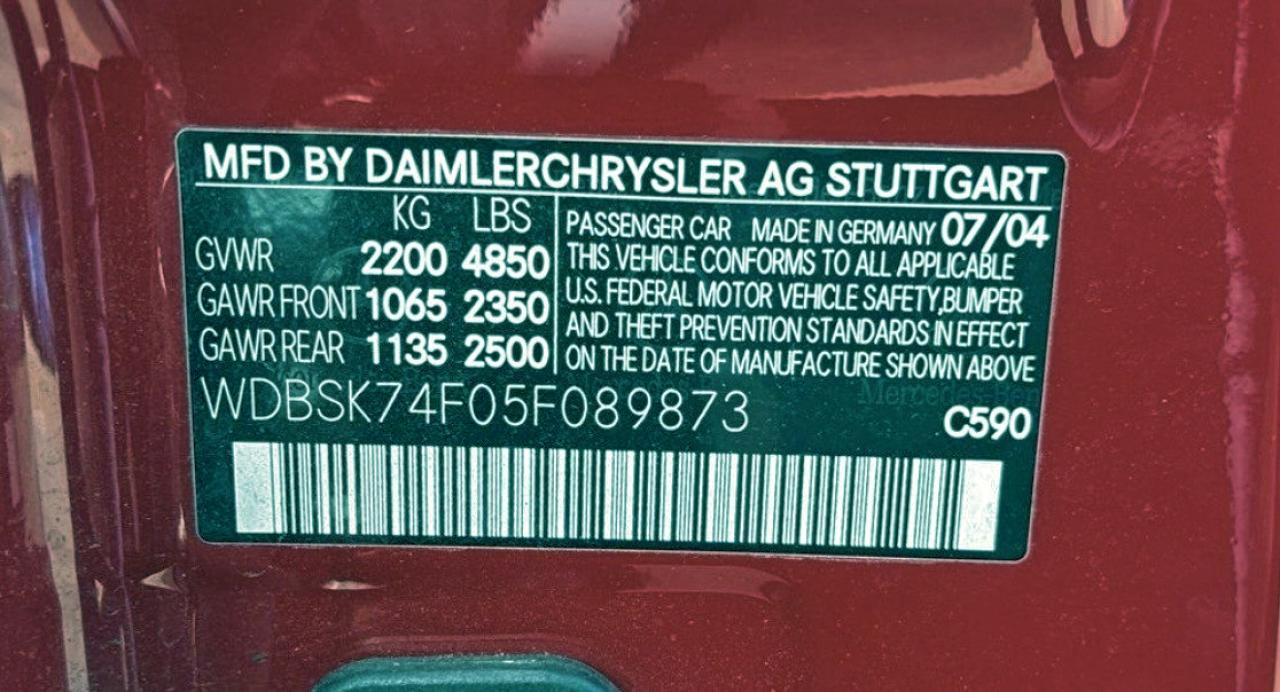 MFD BY DAIMLERCHRYSLER AG STUTTGART
KG LBS
GVWR 2200 4850
GAWR FRONT 1065 2350
GAWR REAR 1135 2500
PASSENGER CAR MADE IN GERMANY 07/04
THIS VEHICLE CONFORMS TO ALL APPLICABLE
U.S. FEDERAL MOTOR VEHICLE SAFETY,BUMPER
AND THEFT PREVENTION STANDARDS IN EFFECT
ON THE DATE OF MANUFACTURE SHOWN ABOVE
WDBSK74F05F089873
C590